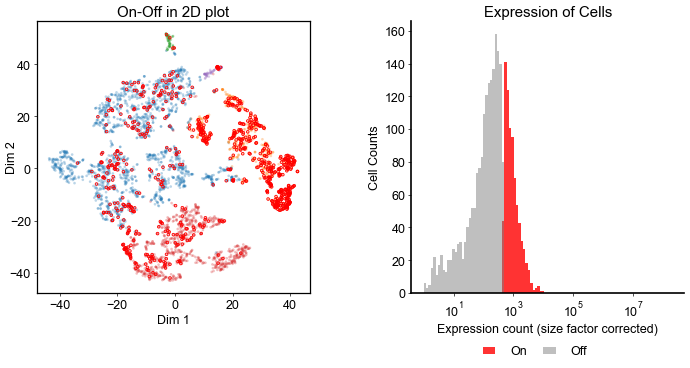 On-Off in 2D plot
40
20
0
−20
−40
−40
−20
0
20
40
Dim 2
Dim 1
Expression of Cells
160
140
120
100
80
60
40
20
0
10^1
10^3
10^5
10^7
Cell Counts
Expression count (size factor corrected)
On
Off